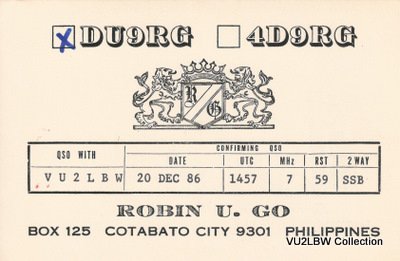 DU9RG 4D9RG
R G
CONFIRMING QSO
QSO WITH DATE UTC MHz RST 2 WAY
VU2LBW 20 DEC 86 1457 7 59 SSB
ROBIN U. GO
BOX 125 COTABATO CITY 9301 PHILIPPINES
VU2LBW Collection